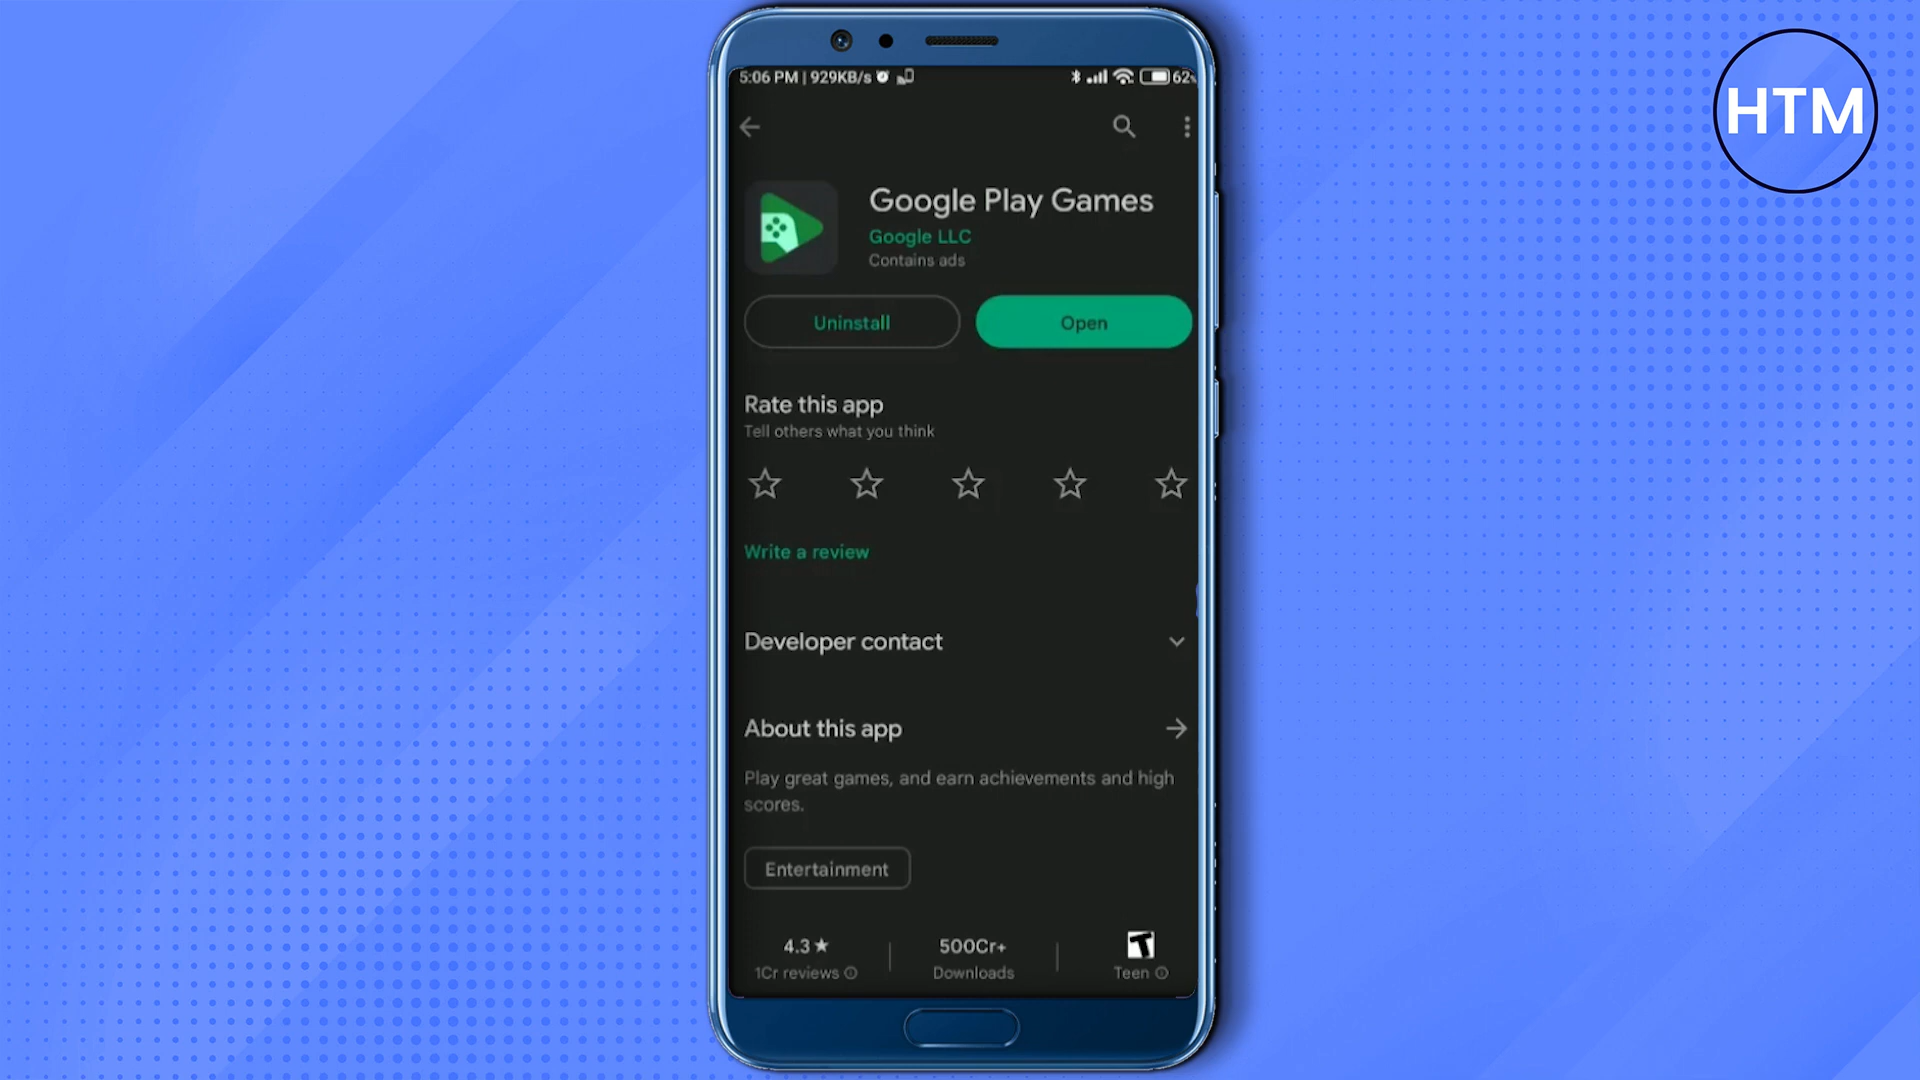 5:06 PM | 929KB/s
62%
HTM
Google Play Games
Google LLC
Contains ads
Uninstall
Open
Rate this app
Tell others what you think
Write a review
Developer contact
About this app
Play great games, and earn achievements and high
scores.
Entertainment
4.3★ 500Cr+ T
1Cr reviews Downloads Teen